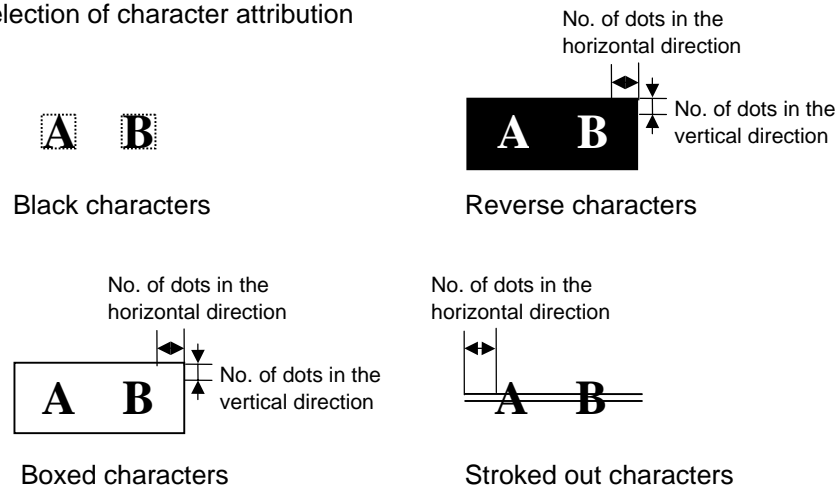 election of character attribution
No. of dots in the
horizontal direction
A B
A B
No. of dots in the
vertical direction
Black characters
Reverse characters
No. of dots in the
horizontal direction
No. of dots in the
horizontal direction
A B
No. of dots in the
vertical direction
A B
Boxed characters
Stroked out characters